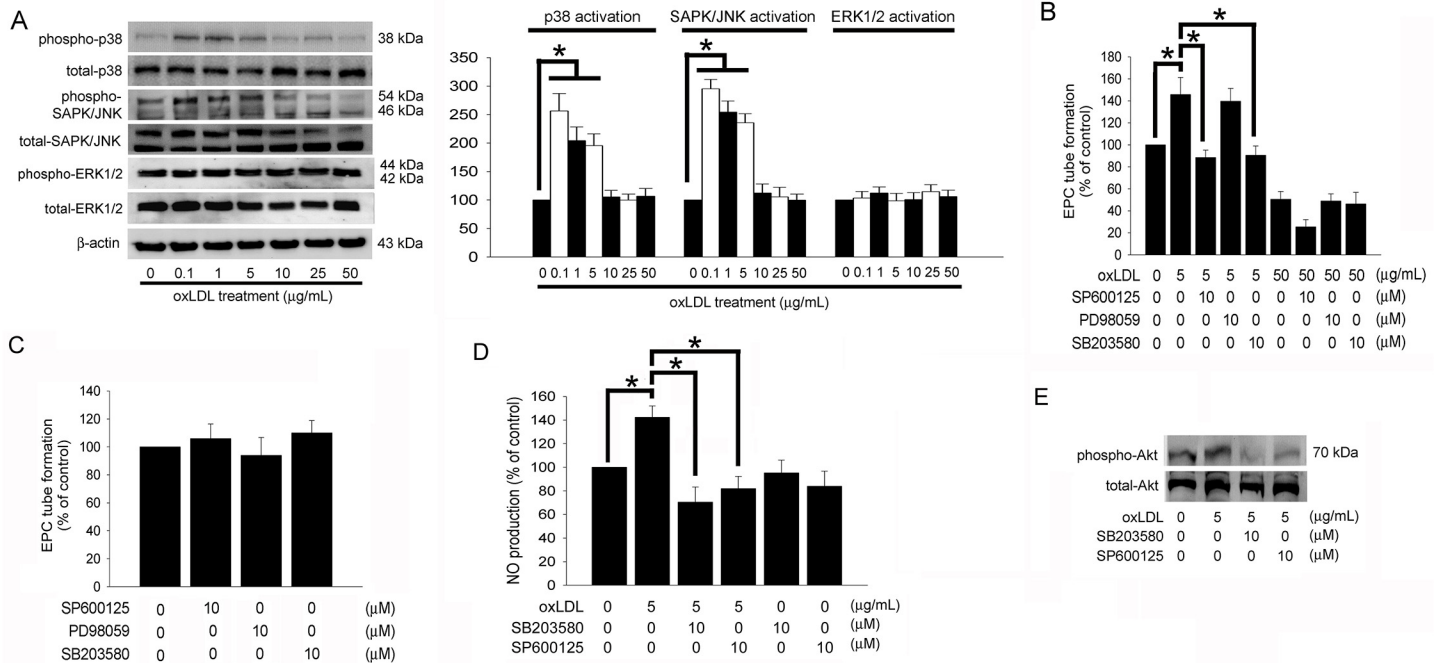 A
phospho-p38
38 kDa
total-p38
phospho-
SAPK/JNK
54 kDa
46 kDa
total-SAPK/JNK
phospho-ERK1/2
44 kDa
42 kDa
total-ERK1/2
β-actin
43 kDa
0 0.1 1 5 10 25 50
oxLDL treatment (μg/mL)
p38 activation
SAPK/JNK activation
ERK1/2 activation
350
300
250
200
150
100
50
0
*
*
0 0.1 1 5 10 25 50
0 0.1 1 5 10 25 50
0 0.1 1 5 10 25 50
oxLDL treatment (μg/mL)
B
EPC tube formation
(% of control)
180
160
140
120
100
80
60
40
20
0
*
*
*
oxLDL 0 5 5 5 5 50 50 50 50 (μg/mL)
SP600125 0 0 10 0 0 0 10 0 0 (μM)
PD98059 0 0 0 10 0 0 0 10 0 (μM)
SB203580 0 0 0 0 10 0 0 0 10 (μM)
C
EPC tube formation
(% of control)
140
120
100
80
60
40
20
0
SP600125 0 10 0 0 (μM)
PD98059 0 0 10 0 (μM)
SB203580 0 0 0 10 (μM)
D
NO production (% of control)
160
140
120
100
80
60
40
20
0
*
*
*
oxLDL 0 5 5 5 0 0 (μg/mL)
SB203580 0 0 10 0 10 0 (μM)
SP600125 0 0 0 10 0 10 (μM)
E
phospho-Akt
70 kDa
total-Akt
oxLDL 0 5 5 5 (μg/mL)
SB203580 0 0 10 0 (μM)
SP600125 0 0 0 10 (μM)